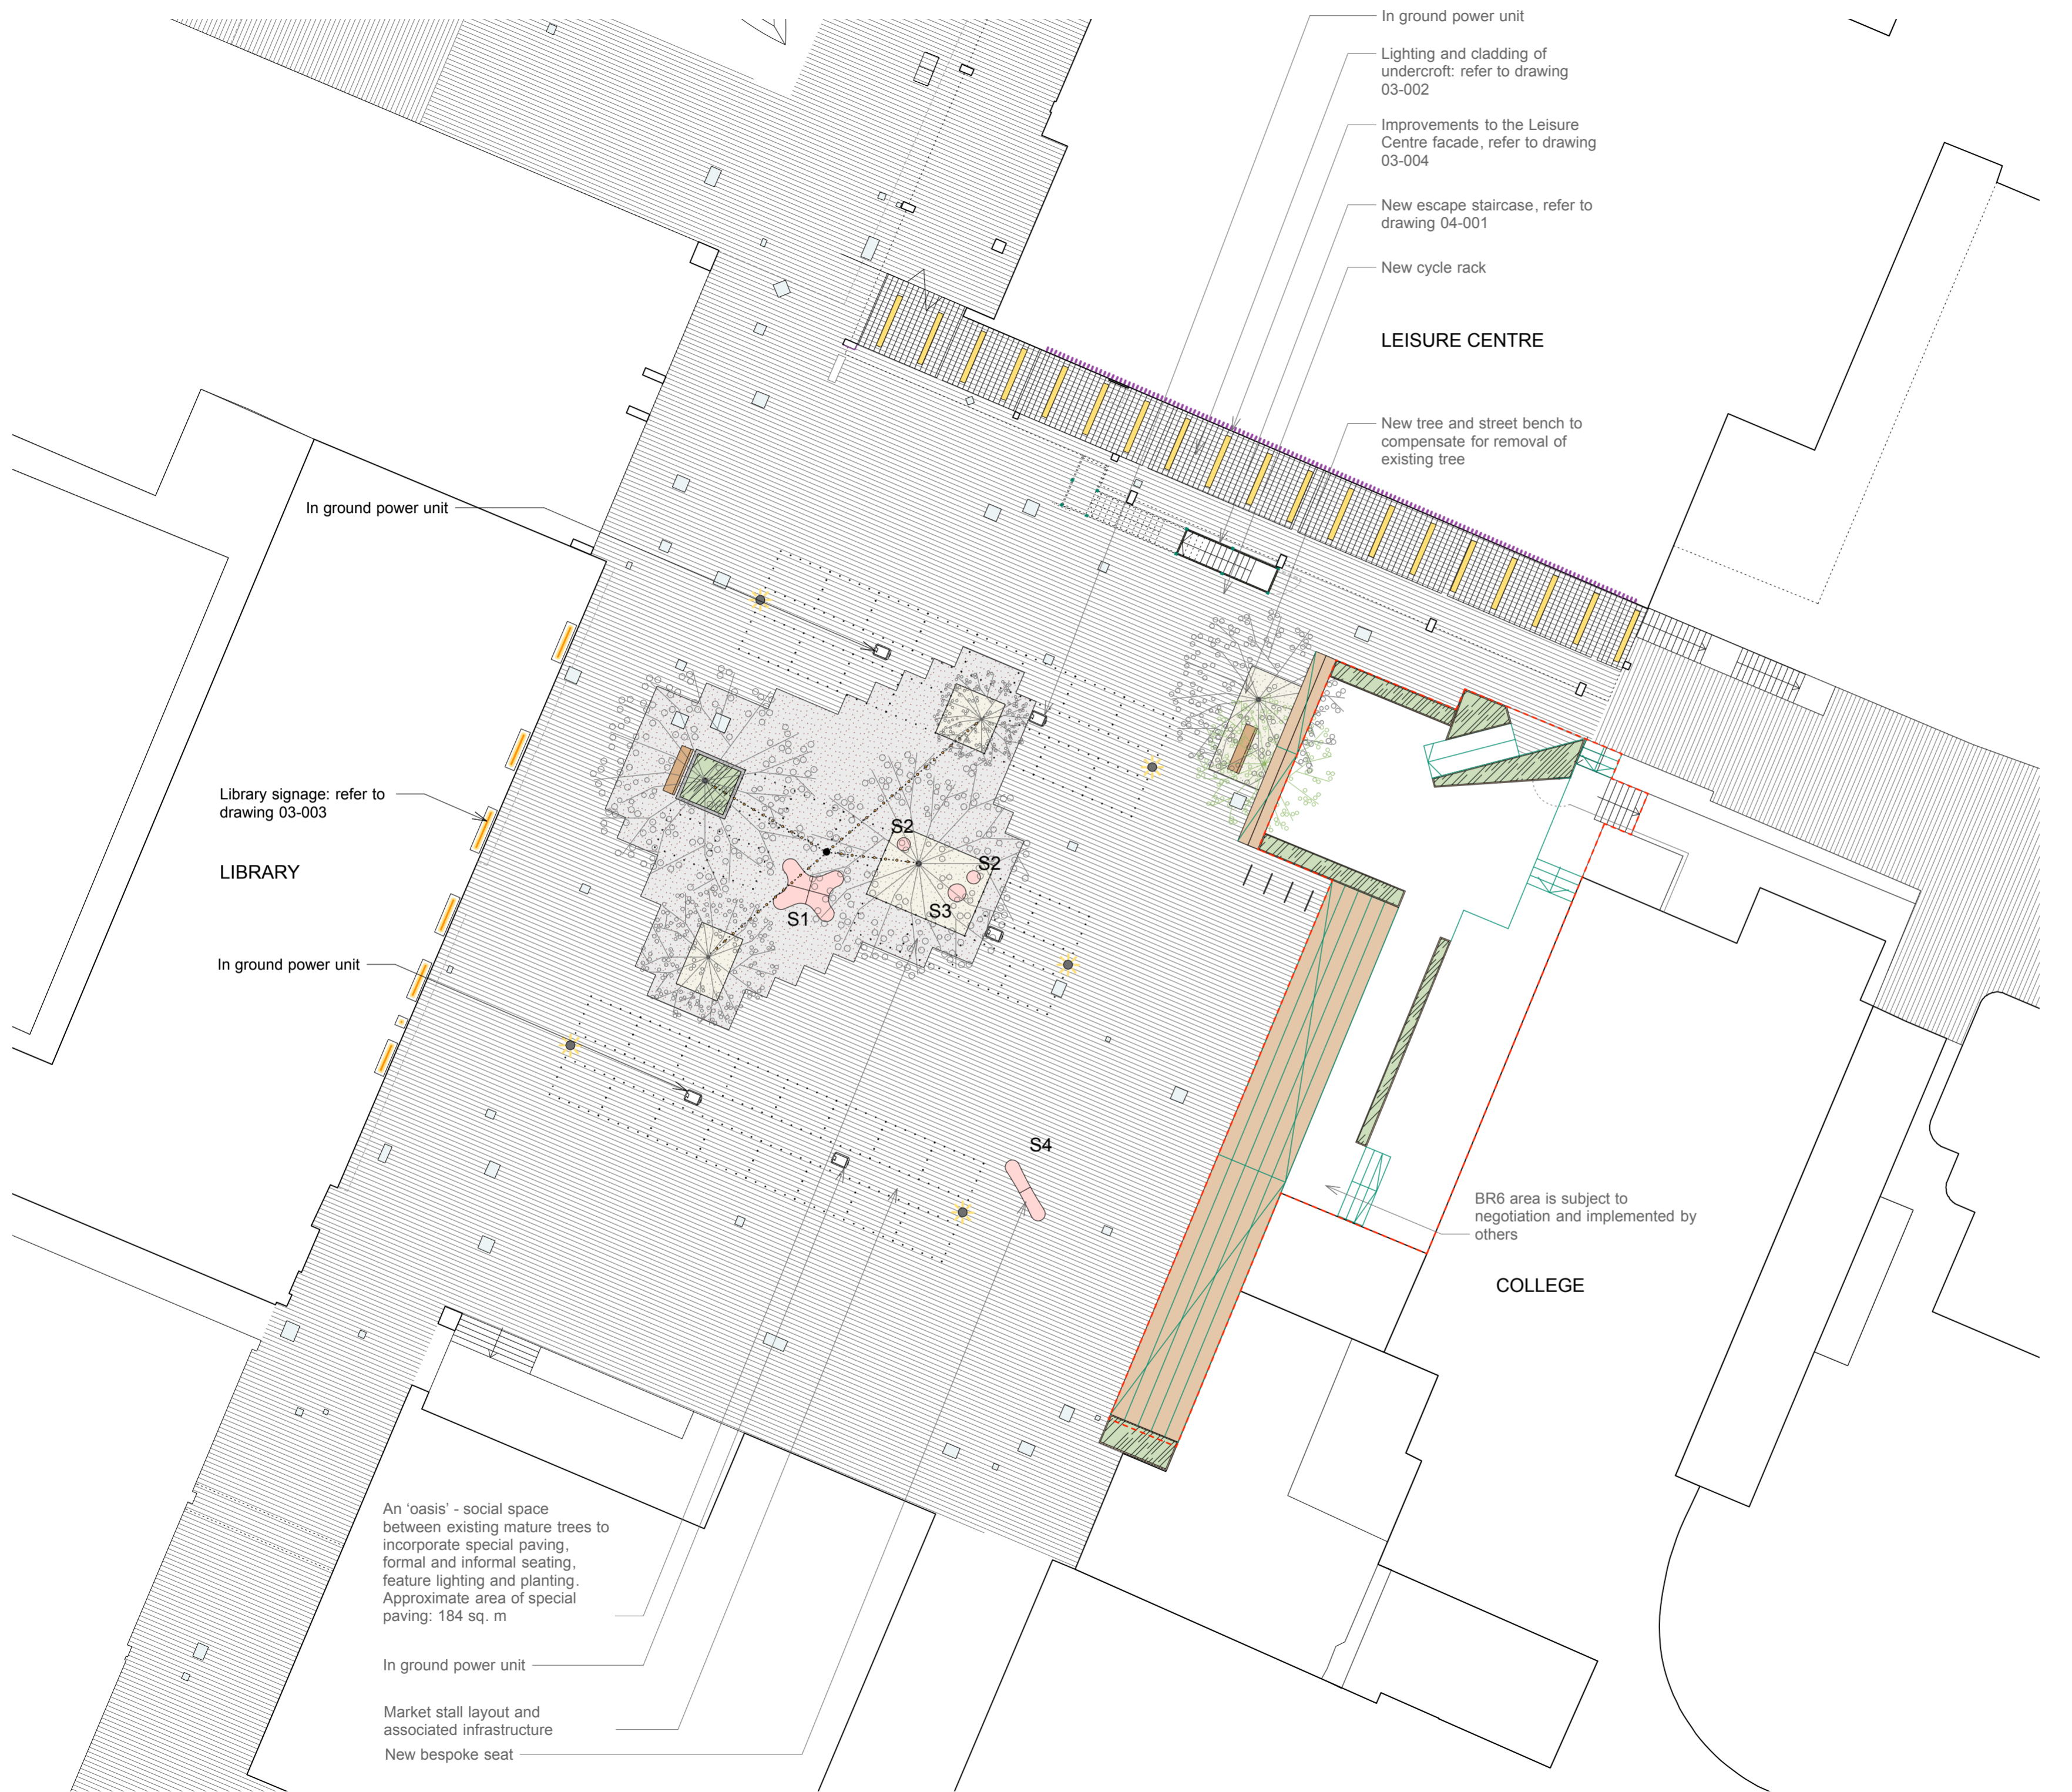 In ground power unit
Lighting and cladding of
undercroft: refer to drawing
03-002
Improvements to the Leisure
Centre facade, refer to drawing
03-004
New escape staircase, refer to
drawing 04-001
New cycle rack
LEISURE CENTRE
New tree and street bench to
compensate for removal of
existing tree
In ground power unit
Library signage: refer to
drawing 03-003
LIBRARY
S2
S2
S3
S1
In ground power unit
S4
BR6 area is subject to
negotiation and implemented by
others
COLLEGE
An ‘oasis’ - social space
between existing mature trees to
incorporate special paving,
formal and informal seating,
feature lighting and planting.
Approximate area of special
paving: 184 sq. m
In ground power unit
Market stall layout and
associated infrastructure
New bespoke seat